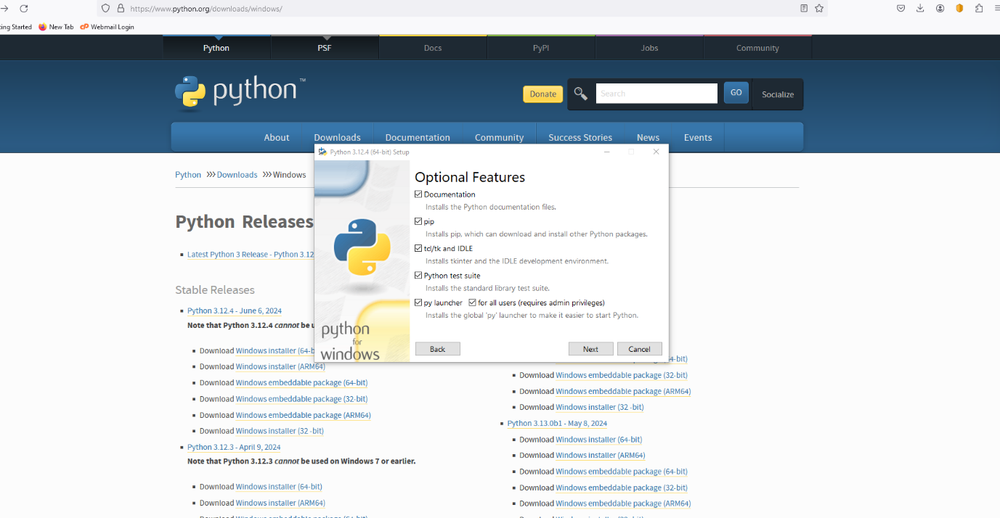 https://www.python.org/downloads/windows/
ting Started New Tab Webmail Login
Python PSF Docs PyPI Jobs Community
python™
Donate Search GO Socialize
About Downloads Documentation Community Success Stories News Events
Python >>> Downloads >>> Windows
Python Releases
Latest Python 3 Release - Python 3.12
Stable Releases
Python 3.12.4 - June 6, 2024
Note that Python 3.12.4 cannot be u
Download Windows installer (64-b
Download Windows installer (ARM64)
Download Windows embeddable package (64-bit)
Download Windows embeddable package (32-bit)
Download Windows embeddable package (ARM64)
Download Windows installer (32 -bit)
Python 3.12.3 - April 9, 2024
Note that Python 3.12.3 cannot be used on Windows 7 or earlier.
Download Windows installer (64-bit)
Download Windows installer (ARM64)
Python 3.12.4 (64-bit) Setup
Optional Features
Documentation
Installs the Python documentation files.
pip
Installs pip, which can download and install other Python packages.
tcl/tk and IDLE
Installs tkinter and the IDLE development environment.
Python test suite
Installs the standard library test suite.
py launcher for all users (requires admin privileges)
Installs the global 'py' launcher to make it easier to start Python.
python
for
windows
Back Next Cancel
4-bit)
Download Windows embeddable package (32-bit)
Download Windows embeddable package (ARM64)
Download Windows installer (32 -bit)
Python 3.13.0b1 - May 8, 2024
Download Windows installer (64-bit)
Download Windows installer (ARM64)
Download Windows embeddable package (64-bit)
Download Windows embeddable package (32-bit)
Download Windows embeddable package (ARM64)